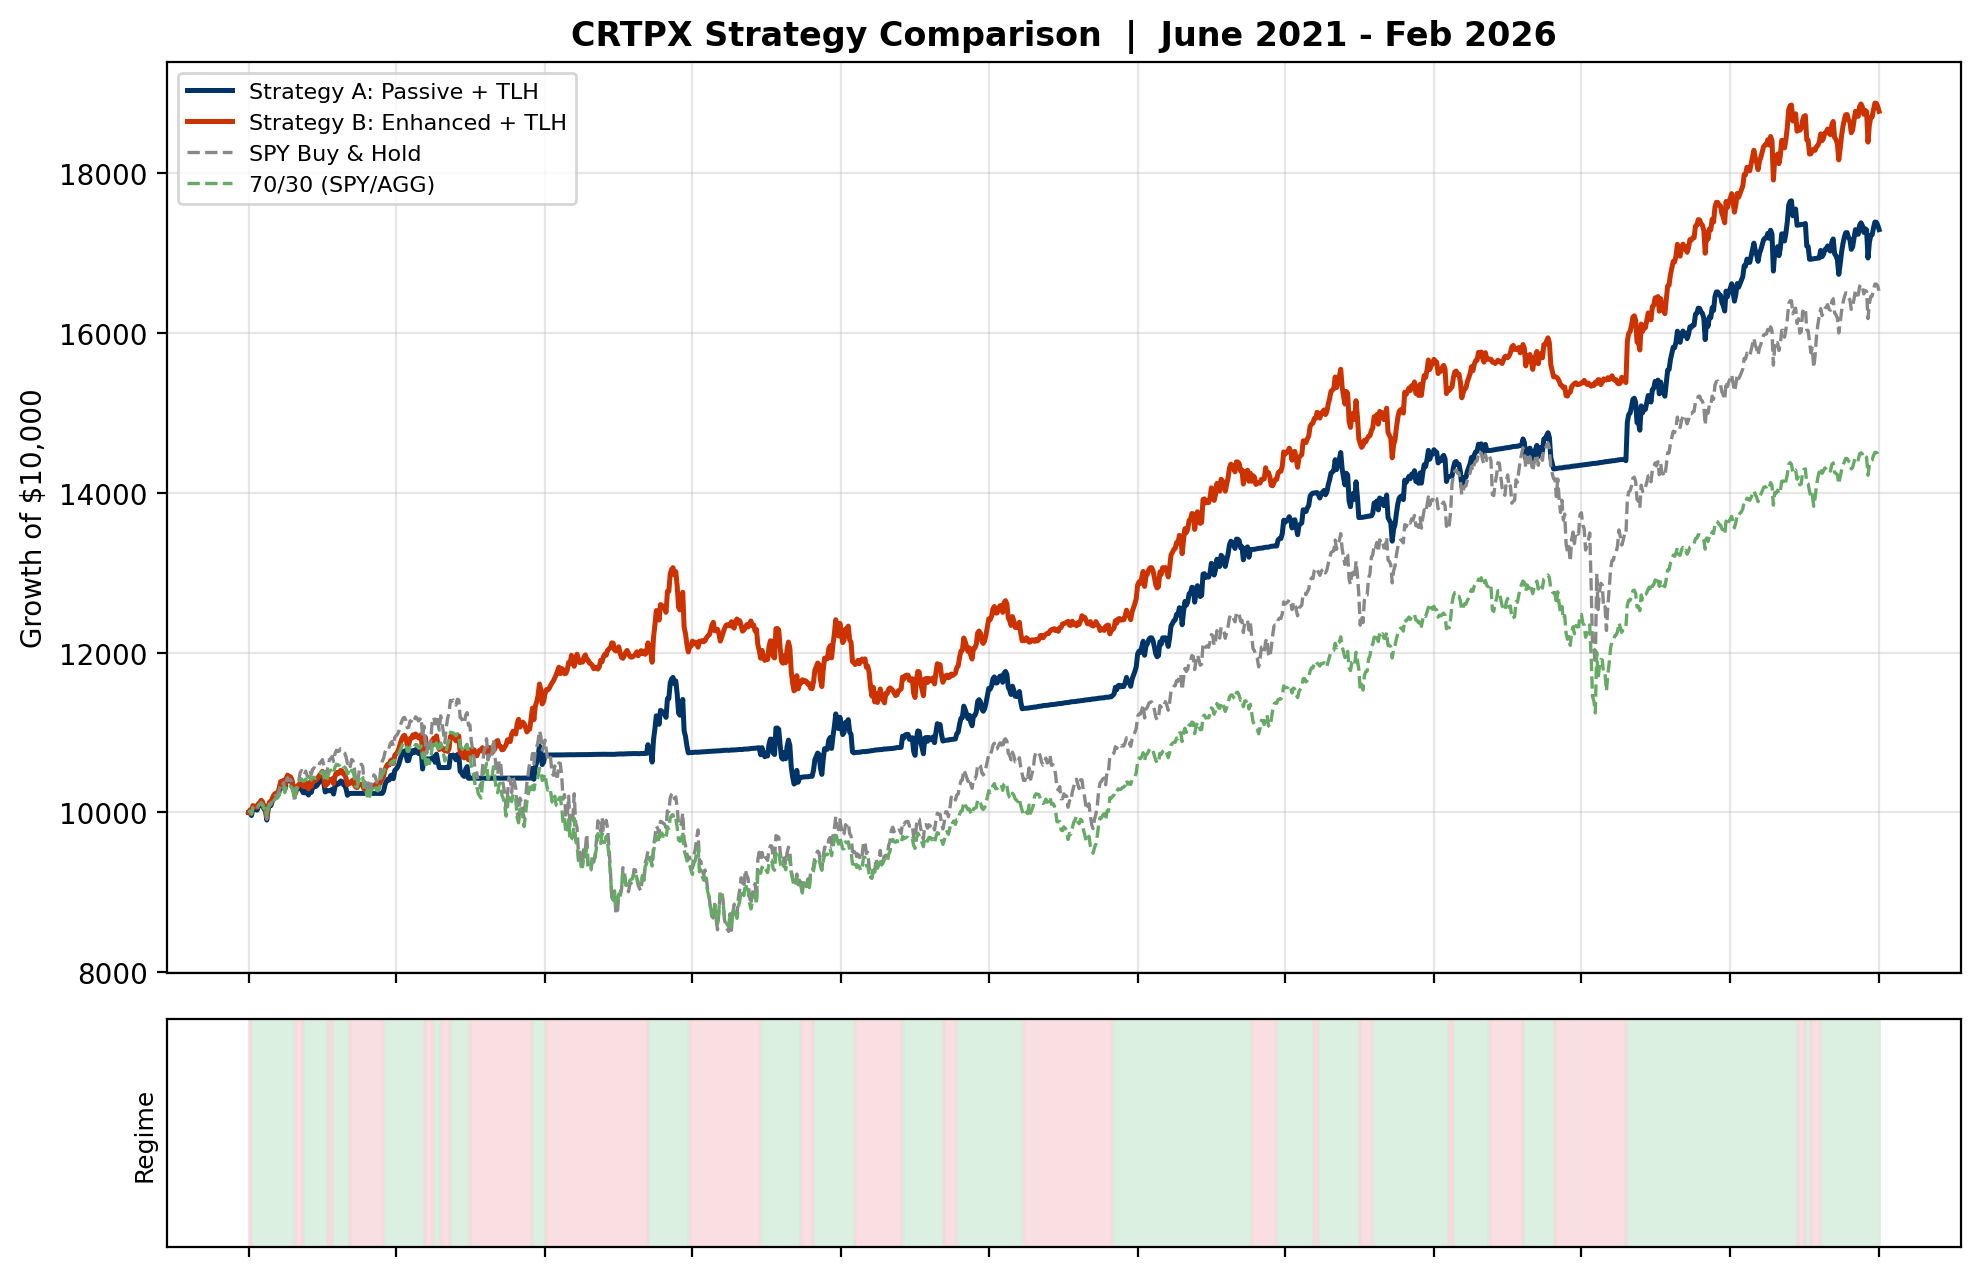 CRTPX Strategy Comparison | June 2021 - Feb 2026
Strategy A: Passive + TLH
Strategy B: Enhanced + TLH
SPY Buy & Hold
70/30 (SPY/AGG)
Growth of $10,000
18000
16000
14000
12000
10000
8000
Regime